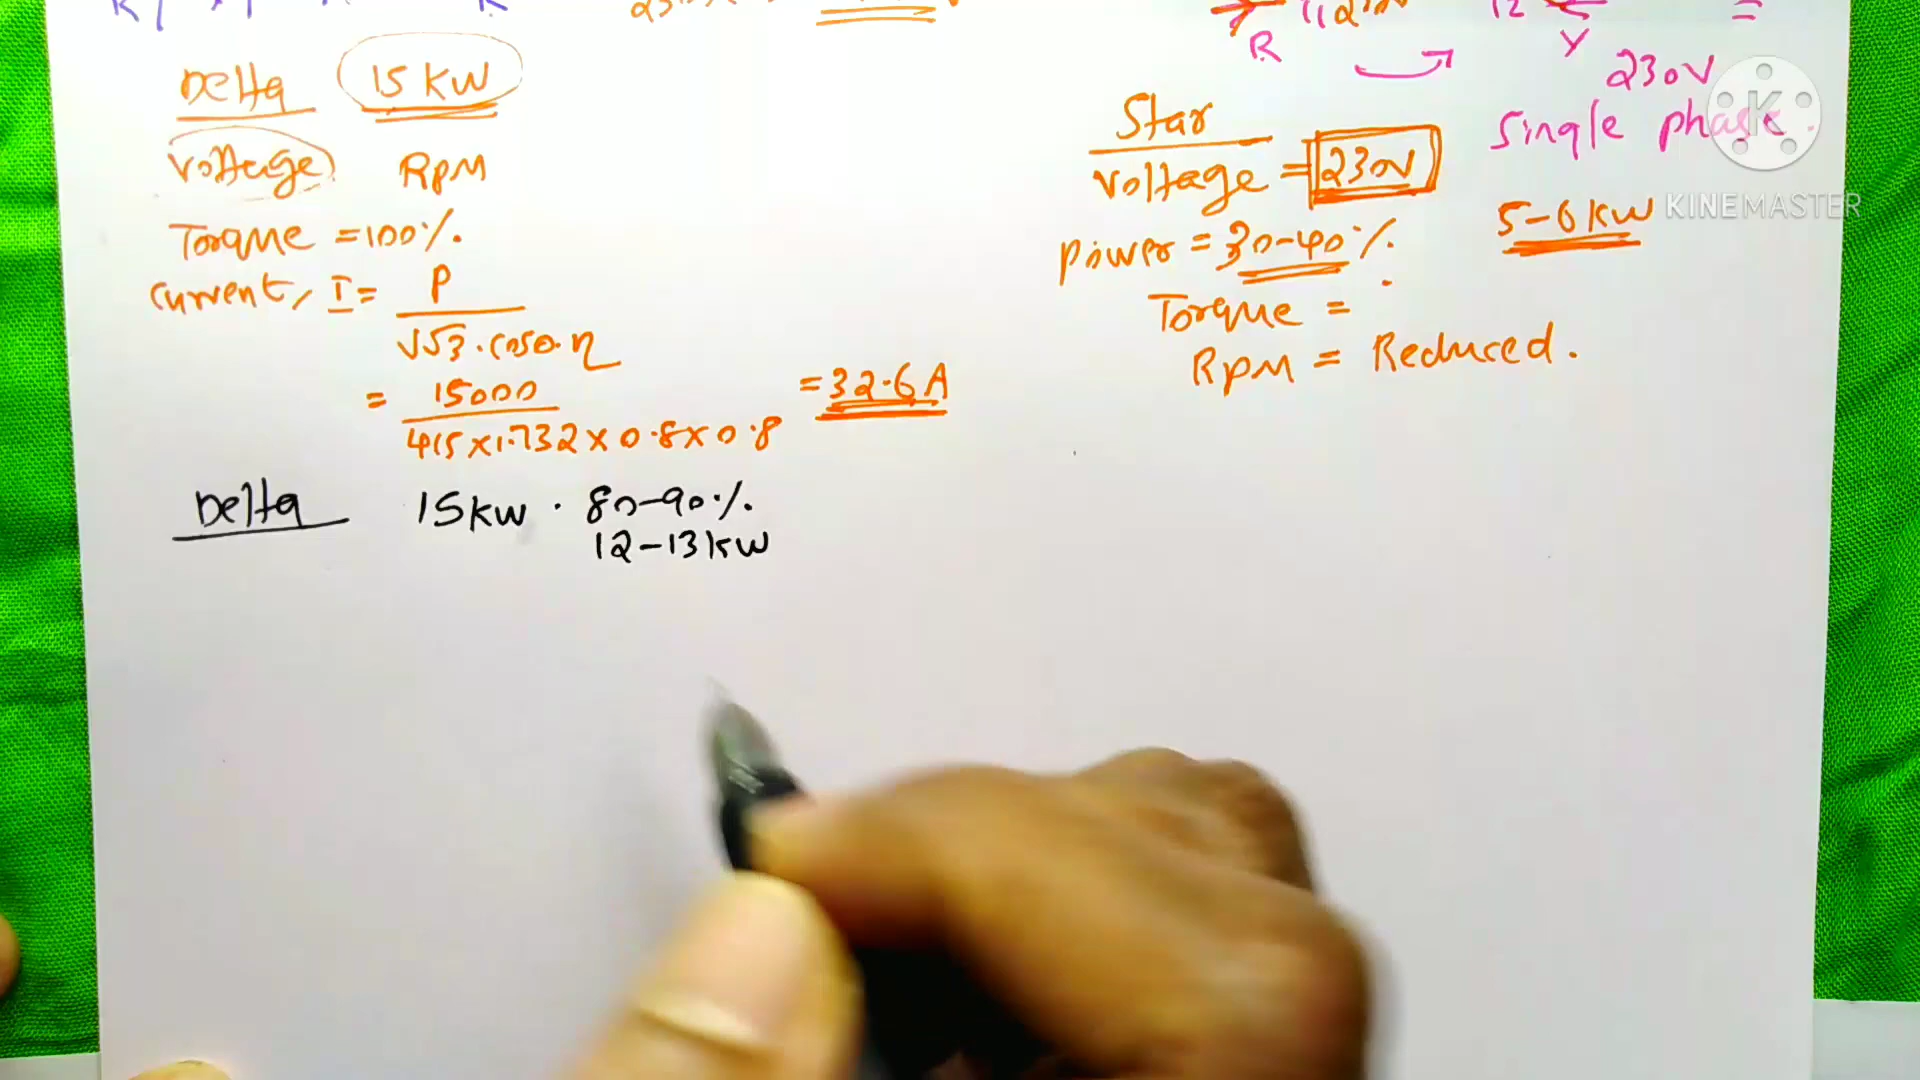 Delta 15 KW
Voltage RPM
Torque = 100%.
Current, I = P
√√3 . cosθ . η
= 15000
415 x 1.732 x 0.8 x 0.8
= 32.6 A
Delta 15 kw . 80-90%.
12-13 kw
R
Y
230V
Single phase.
Star
Voltage = 230V
Power = 30-40%.
5-6 KW
Torque =
RPM = Reduced.
K
KINEMASTER